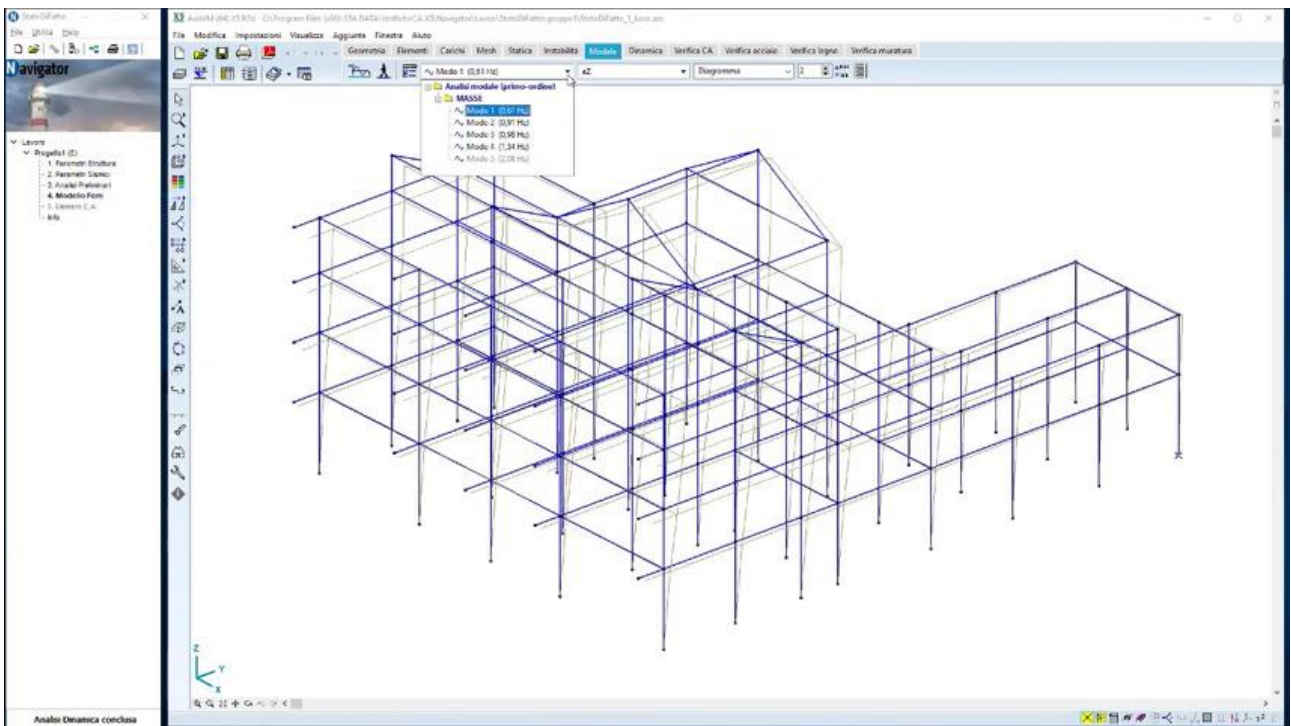 StatoDiFatto
File Utilità Help
Navigator
Lavoro
Progetto1 (E)
1. Parametri Struttura
2. Parametri Sismici
3. Analisi Preliminari
4. Modello Fem
5. Elementi C.A.
Info
Analisi Dinamica conclusa
File Modifica Impostazioni Visualizza Aggiunte Finestra Aiuto
Geometria Elementi Carichi Mesh Statica Instabilità Modale Dinamica Verifica CA Verifica acciaio Verifica legno Verifica muratura
Modo 1 (0,61 Hz) eZ Diagramma 1
Analisi modale (primo-ordine)
MASSE
Modo 1 (0,61 Hz)
Modo 2 (0,91 Hz)
Modo 3 (0,98 Hz)
Modo 4 (1,34 Hz)
Modo 5 (2,08 Hz)
Z
Y
X